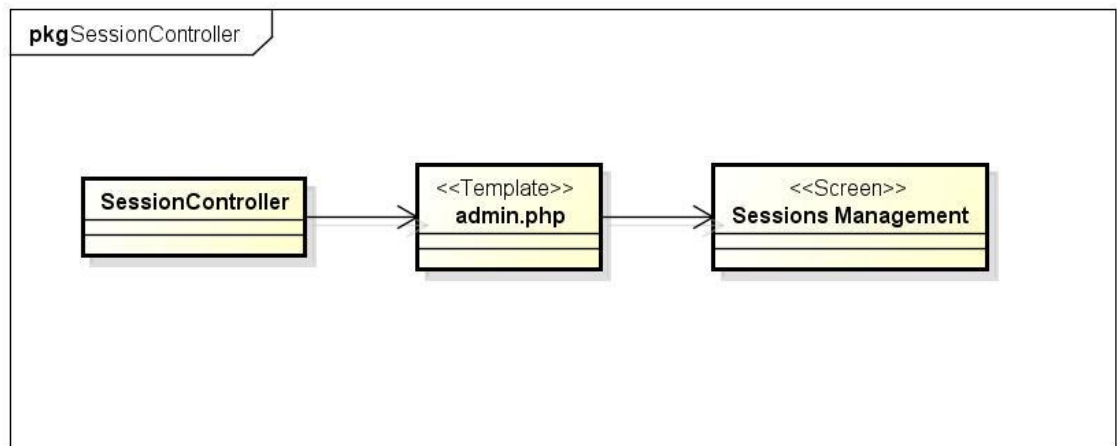 pkgSessionController
SessionController
<<Template>>
admin.php
<<Screen>>
Sessions Management